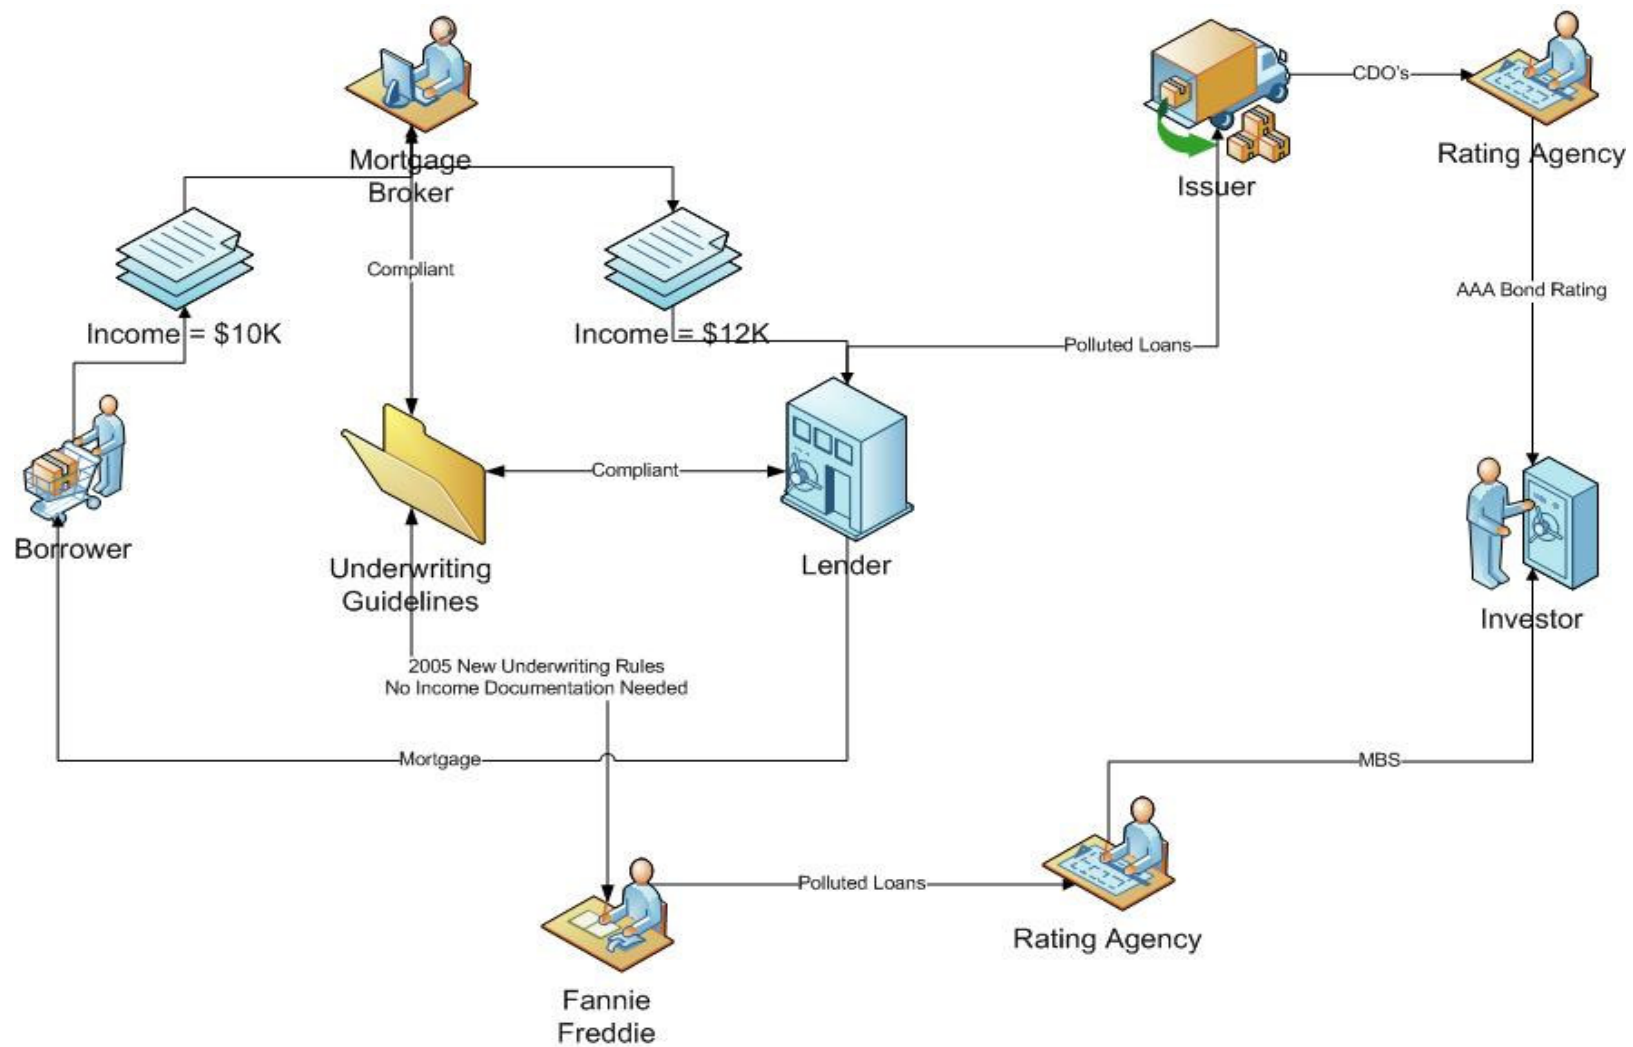 Mortgage
Broker
CDO's
Rating Agency
Issuer
Compliant
AAA Bond Rating
Income = $10K
Income = $12K
Polluted Loans
Compliant
Borrower
Underwriting
Guidelines
Lender
Investor
2005 New Underwriting Rules
No Income Documentation Needed
Mortgage
MBS
Polluted Loans
Rating Agency
Fannie
Freddie